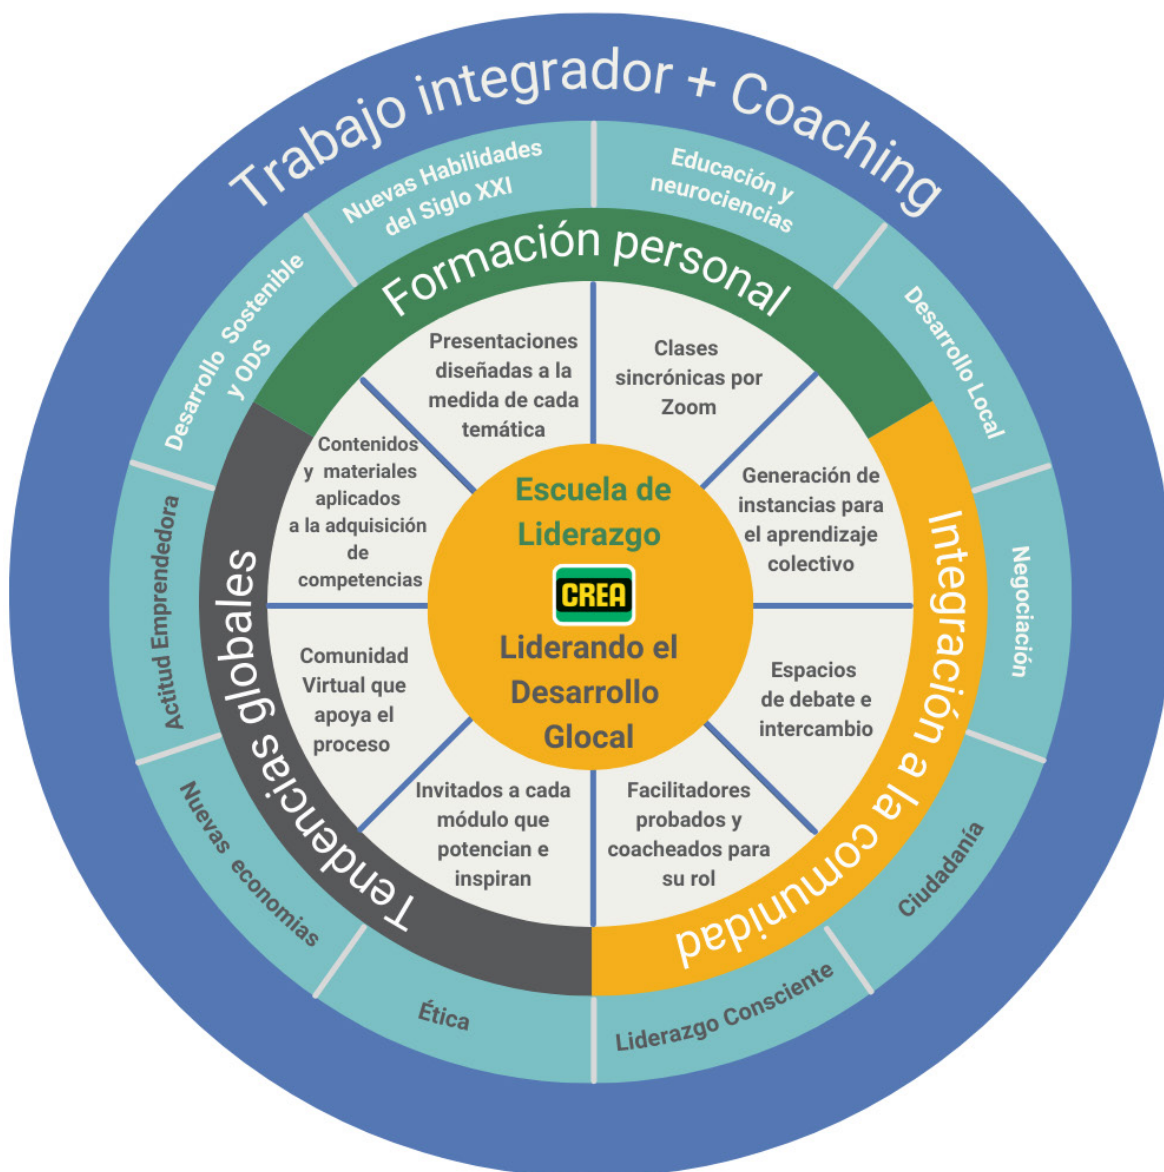 Trabajo integrador + Coaching
Nuevas Habilidades
del Siglo XXI
Educación y
neurociencias
Desarrollo Local
Negociación
Ciudadanía
Liderazgo Consciente
Ética
Nuevas economias
Actitud Emprendedora
Desarrollo Sostenible
y ODS
Formación personal
Integración a la comunidad
Tendencias globales
Presentaciones
diseñadas a la
medida de cada
temática
Clases
sincrónicas por
Zoom
Generación de
instancias para
el aprendizaje
colectivo
Espacios
de debate e
intercambio
Facilitadores
probados y
coacheados para
su rol
Invitados a cada
módulo que
potencian e
inspiran
Comunidad
Virtual que
apoya el
proceso
Contenidos
y materiales
aplicados
a la adquisición
de
competencias
Escuela de
Liderazgo
CREA
Liderando el
Desarrollo
Glocal